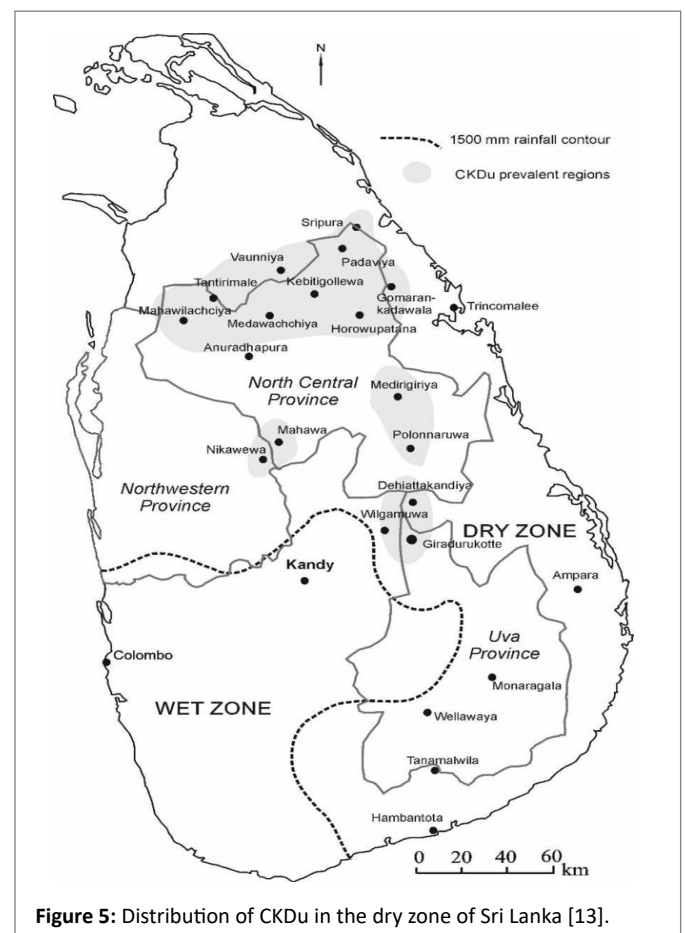 N
1500 mm rainfall contour
CKDu prevalent regions
Sripura
Vaunniya
Padaviya
Tantirimale
Kebitigollewa
Gomaran-
kadawala
Trincomalee
Mahawilachciya
Medawachchiya
Horowupatana
Anuradhapura
North Central
Province
Medirigiriya
Mahawa
Polonnaruwa
Nikawewa
Northwestern
Province
Dehiattakandiya
Wilgamuwa
DRY ZONE
Giradurukotte
Kandy
Ampara
Colombo
Uva
Province
Monaragala
WET ZONE
Wellawaya
Tanamalwila
Hambantota
0 20 40 60
km
Figure 5: Distribution of CKDu in the dry zone of Sri Lanka [13].